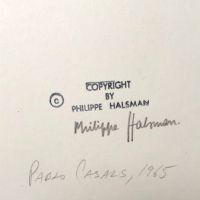 ©
COPYRIGHT
BY
PHILIPPE HALSMAN
Philippe Halsman.
PABLO CASALS, 1965